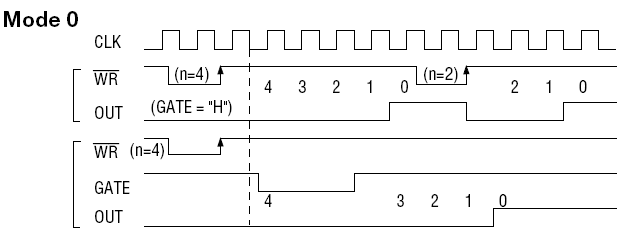 Mode 0
CLK
WR (n=4) (n=2)
4 3 2 1 0 2 1 0
OUT (GATE = "H")
WR (n=4)
GATE
4 3 2 1 0
OUT